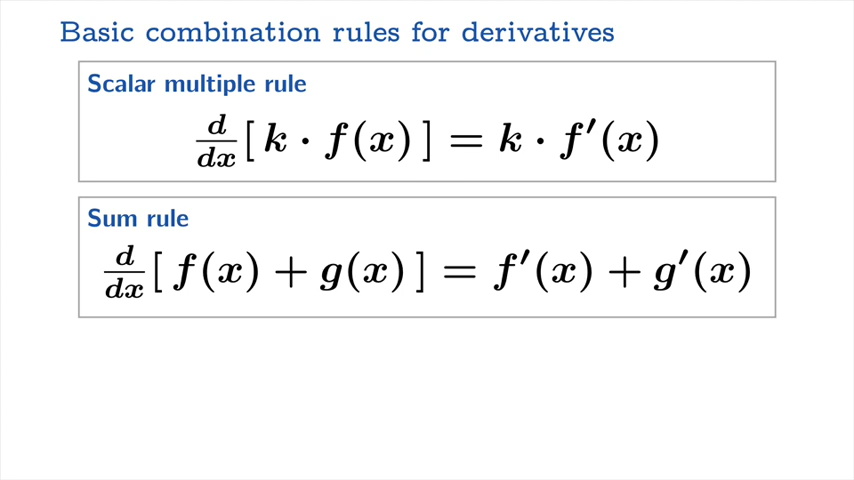 Basic combination rules for derivatives
Scalar multiple rule
d/dx [ k · f(x) ] = k · f′(x)
Sum rule
d/dx [ f(x) + g(x) ] = f′(x) + g′(x)